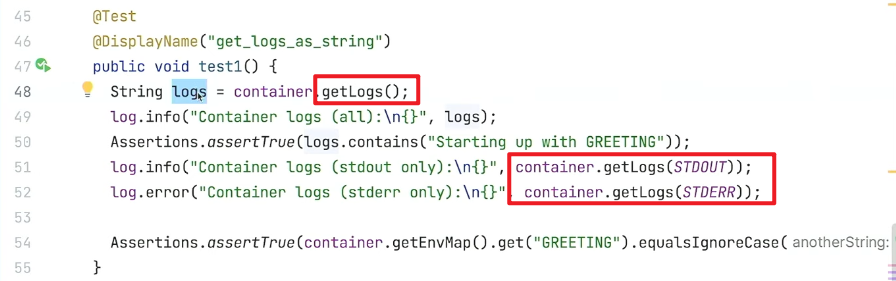 45 @Test
46 @DisplayName("get_logs_as_string")
47 public void test1() {
48 String logs = container.getLogs();
49 log.info("Container logs (all):\n{}", logs);
50 Assertions.assertTrue(logs.contains("Starting up with GREETING"));
51 log.info("Container logs (stdout only):\n{}", container.getLogs(STDOUT));
52 log.error("Container logs (stderr only):\n{}", container.getLogs(STDERR));
53
54 Assertions.assertTrue(container.getEnvMap().get("GREETING").equalsIgnoreCase( anotherString: "
55 }